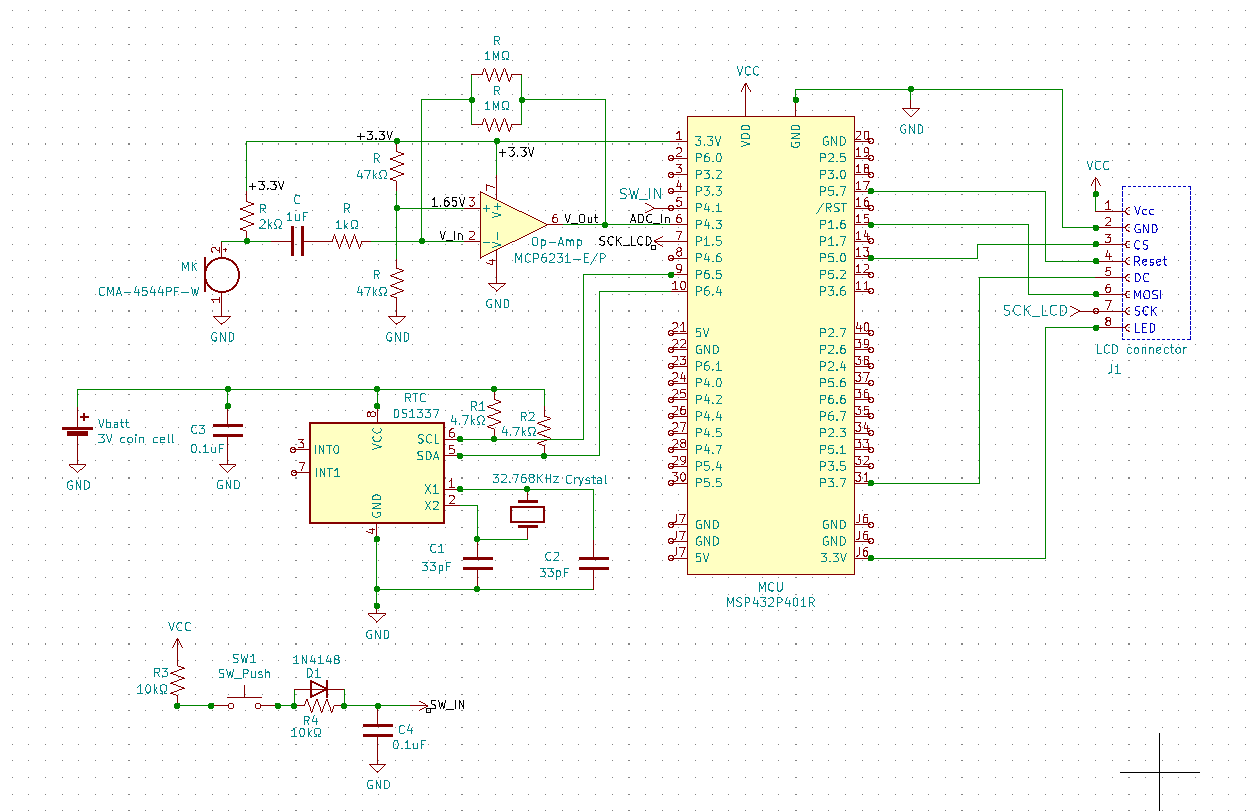 R
1MΩ
R
1MΩ
VCC
GND
+3.3V
+3.3V
R
47kΩ
+3.3V
R
2kΩ
C
1uF
R
1kΩ
1.65V
V_In
3
2
7
4
6
+
-
V+
V-
V_Out
ADC_In
Op-Amp
MCP6231-E/P
GND
R
47kΩ
GND
MK
2
1
CMA-4544PF-W
GND
SW_IN
SCK_LCD
VDD
GND
1 3.3V
2 P6.0
3 P3.2
4 P3.3
5 P4.1
6 P4.3
7 P1.5
8 P4.6
9 P6.5
10 P6.4
21 5V
22 GND
23 P6.1
24 P4.0
25 P4.2
26 P4.4
27 P4.5
28 P4.7
29 P5.4
30 P5.5
J7 GND
J7 GND
J7 5V
GND 20
P2.5 19
P3.0 18
P5.7 17
/RST 16
P1.6 15
P1.7 14
P5.0 13
P5.2 12
P3.6 11
P2.7 40
P2.6 39
P2.4 38
P5.6 37
P6.6 36
P6.7 35
P2.3 34
P5.1 33
P3.5 32
P3.7 31
GND J6
GND J6
3.3V J6
MCU
MSP432P401R
VCC
1 Vcc
2 GND
3 CS
4 Reset
5 DC
6 MOSI
SCK_LCD
7 SCK
8 LED
LCD connector
J1
+
Vbatt
3V coin cell
GND
C3
0.1uF
GND
RTC
DS1337
8
VCC
3 INT0
7 INT1
SCL 6
SDA 5
X1 1
X2 2
GND
4
R1
4.7kΩ
R2
4.7kΩ
32.768KHz Crystal
C1
33pF
C2
33pF
GND
VCC
R3
10kΩ
SW1
SW_Push
1N4148
D1
R4
10kΩ
SW_IN
C4
0.1uF
GND